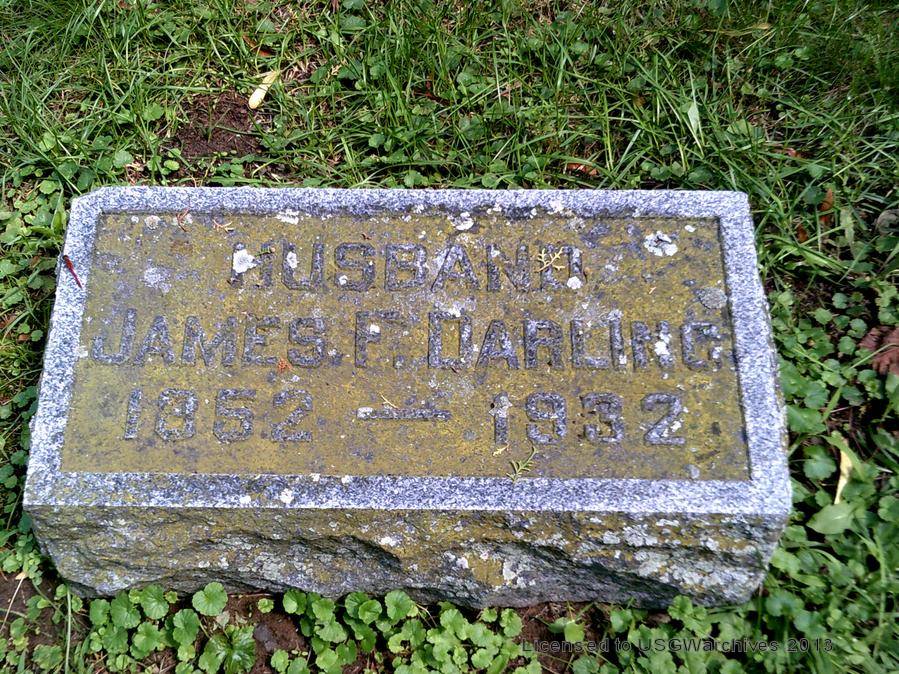 HUSBAND
JAMES F. DARLING
1852 — 1932
Licensed to USGWarchives 2013